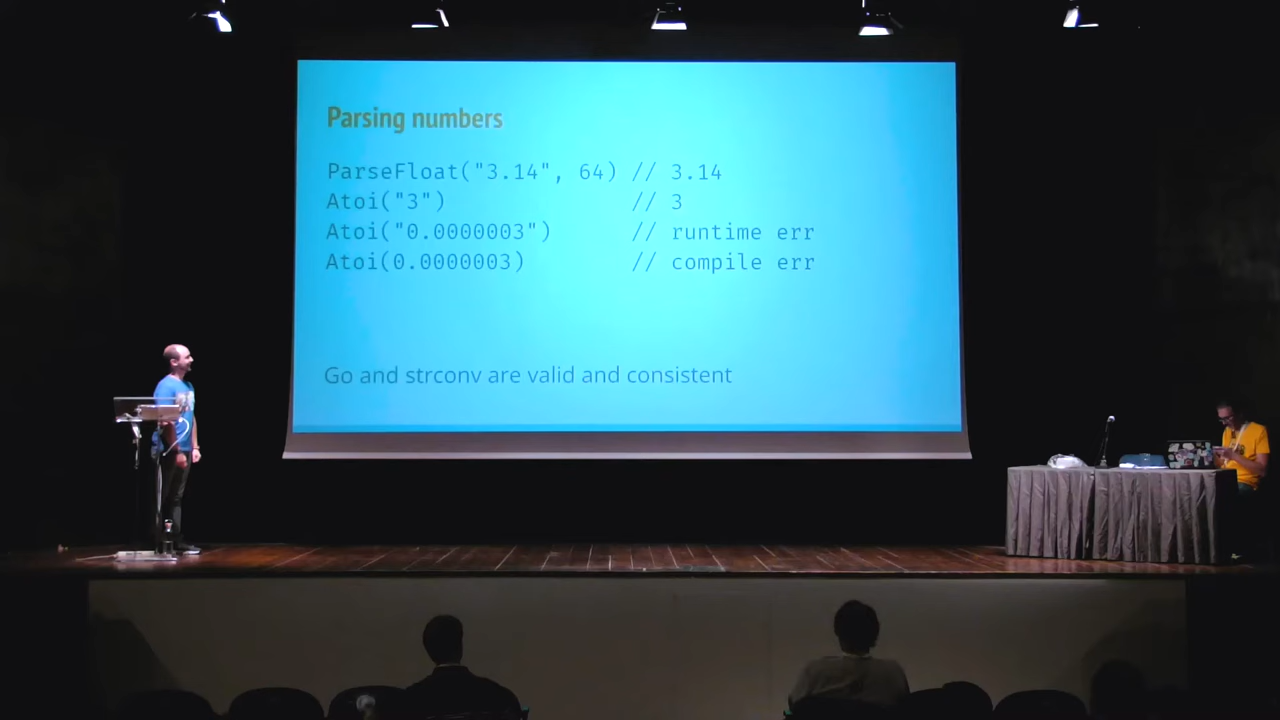 Parsing numbers
ParseFloat("3.14", 64) // 3.14
Atoi("3") // 3
Atoi("0.0000003") // runtime err
Atoi(0.0000003) // compile err
Go and strconv are valid and consistent